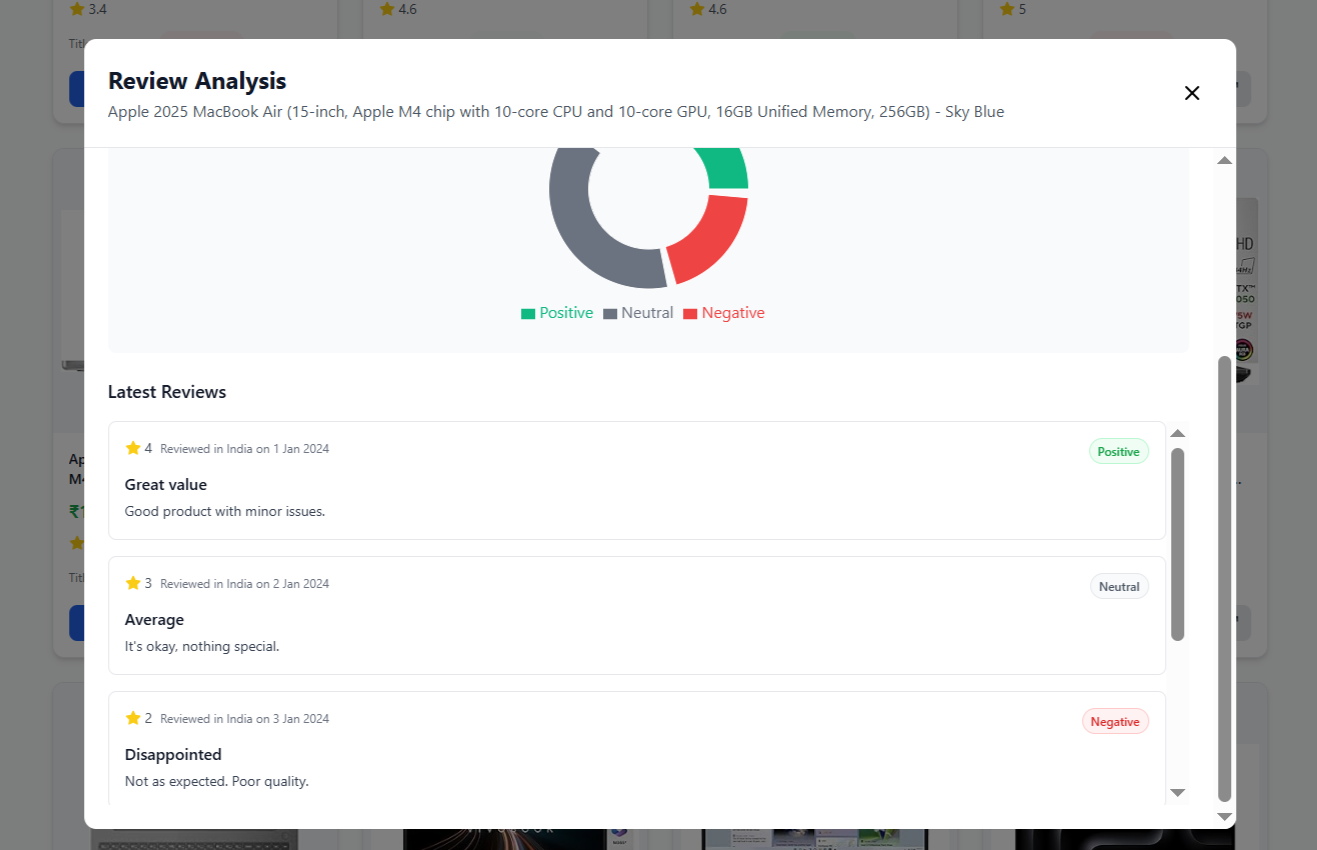 3.4
4.6
4.6
5
Review Analysis
Apple 2025 MacBook Air (15-inch, Apple M4 chip with 10-core CPU and 10-core GPU, 16GB Unified Memory, 256GB) - Sky Blue
Positive Neutral Negative
Latest Reviews
4 Reviewed in India on 1 Jan 2024
Positive
Great value
Good product with minor issues.
3 Reviewed in India on 2 Jan 2024
Neutral
Average
It's okay, nothing special.
2 Reviewed in India on 3 Jan 2024
Negative
Disappointed
Not as expected. Poor quality.
HD
VIVOBOOK